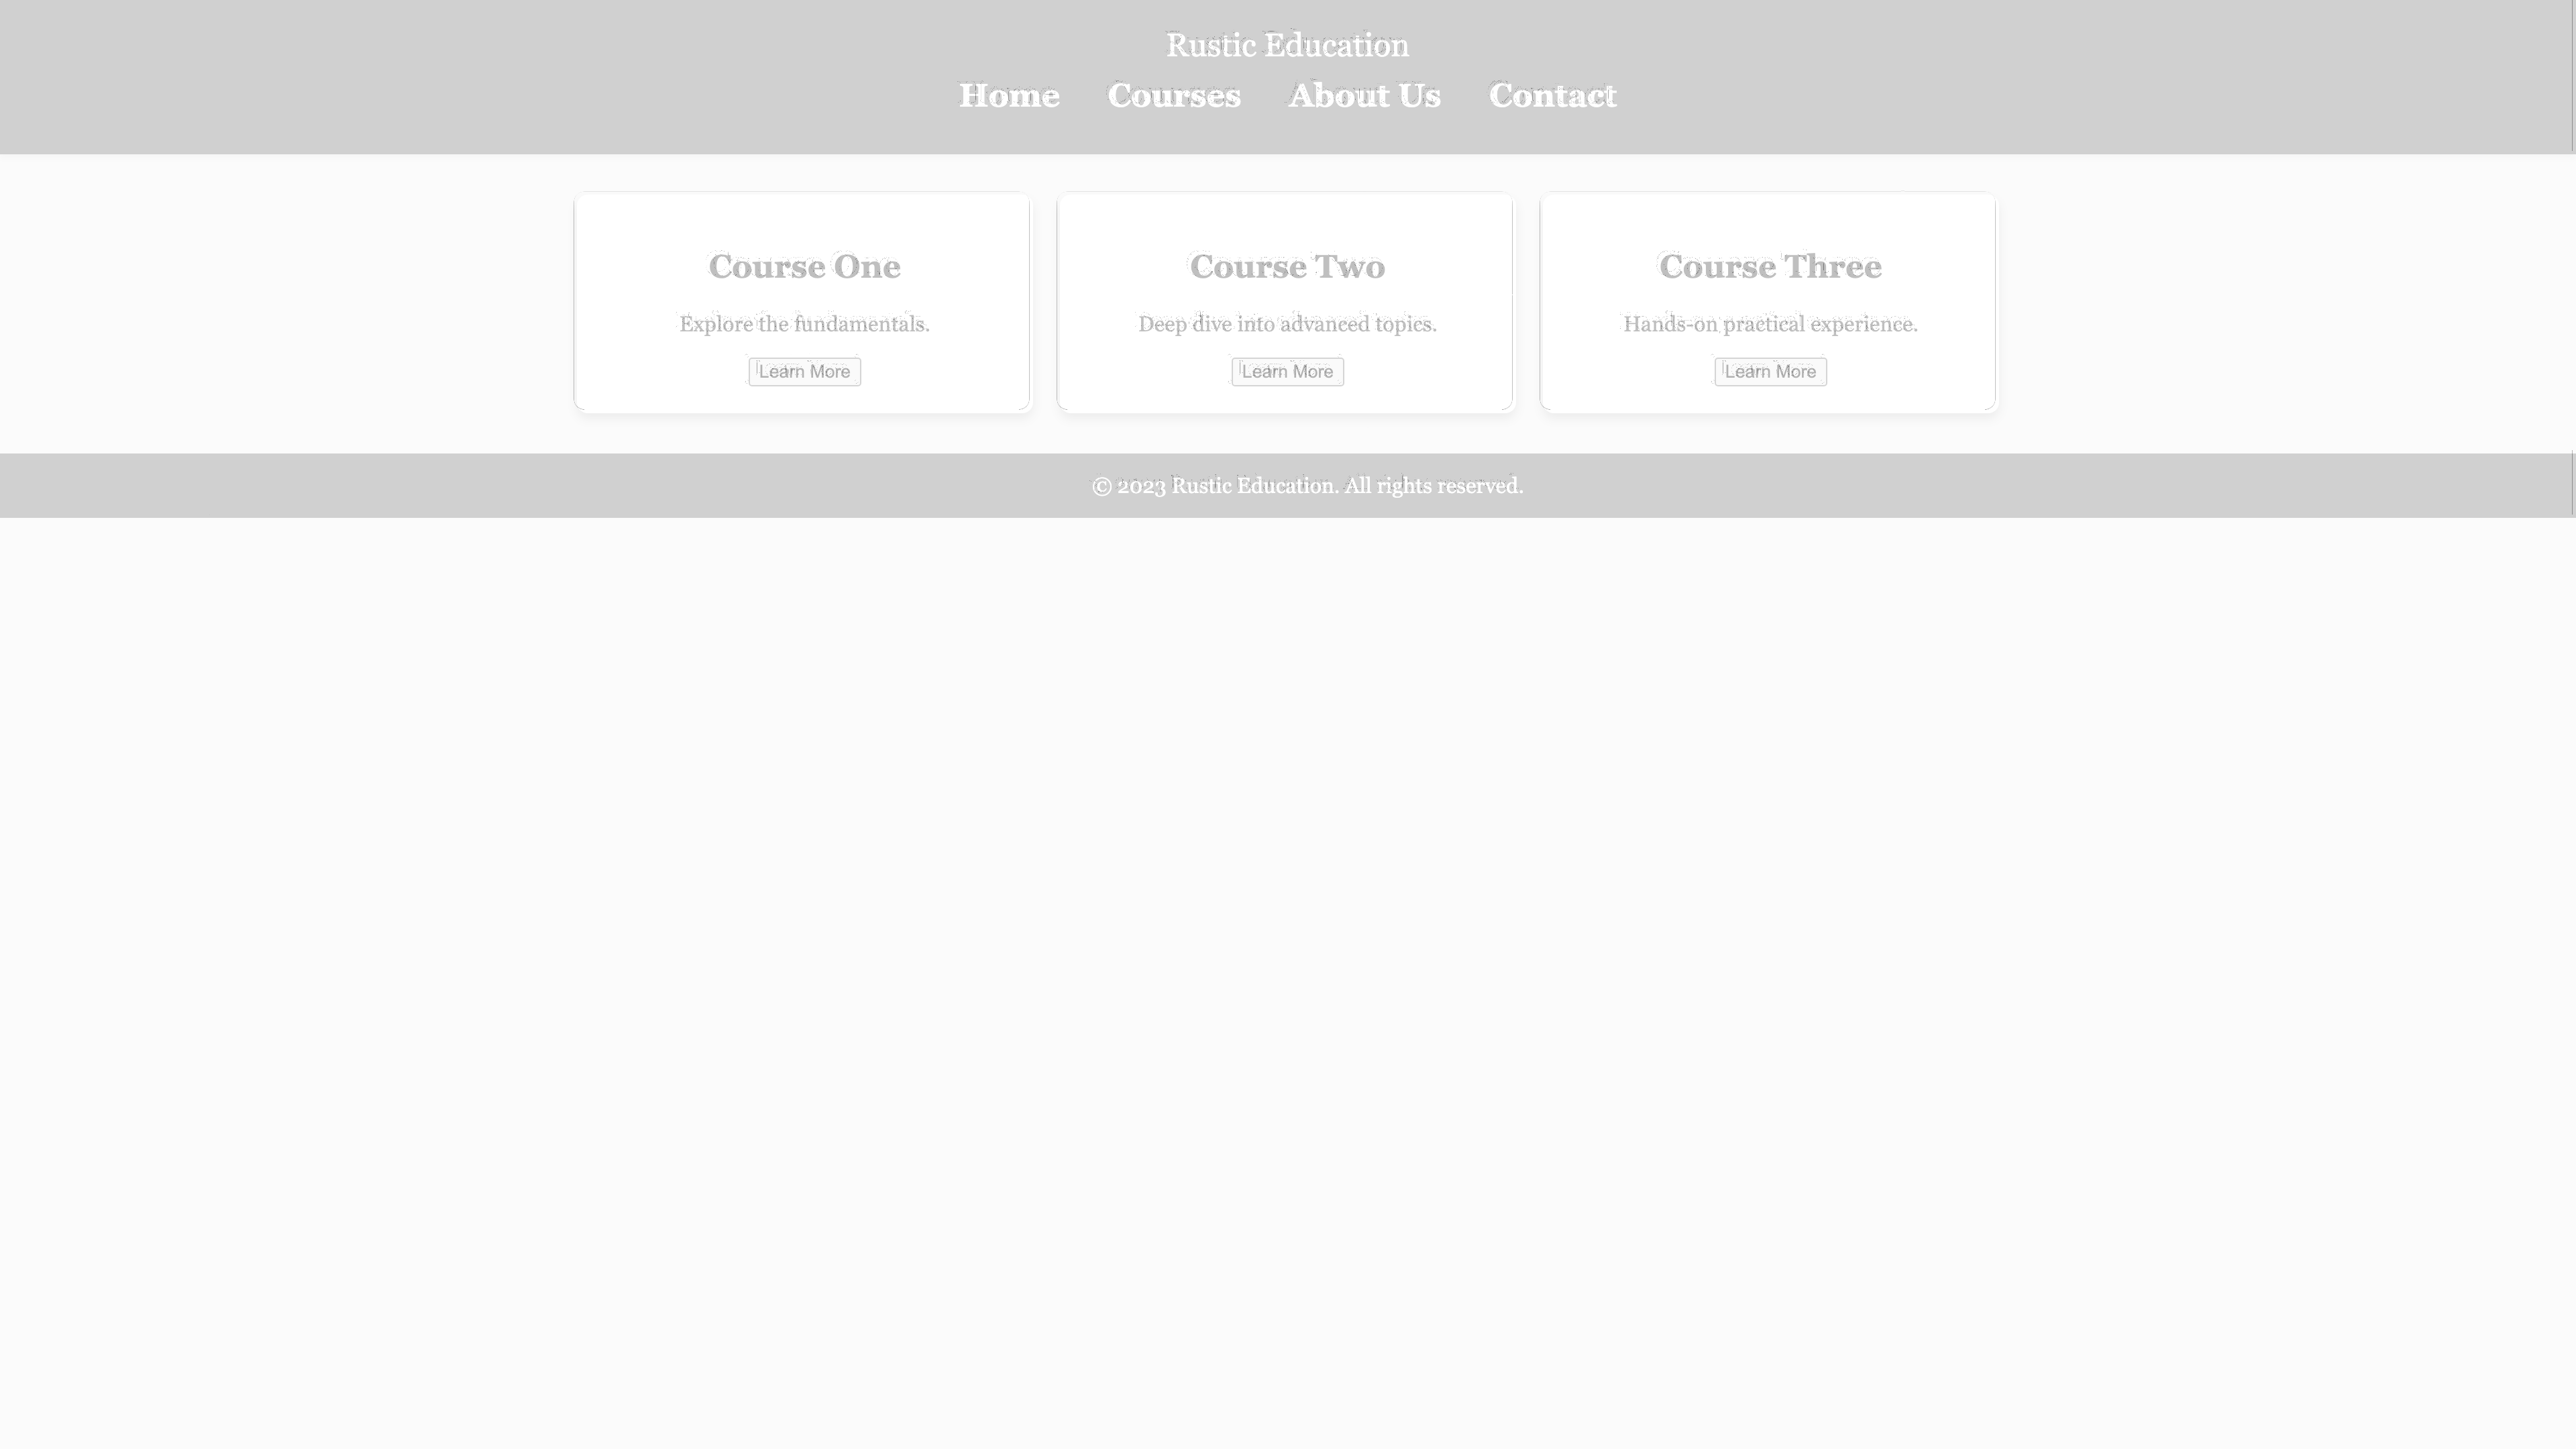 Rustic Education
Home Courses About Us Contact
Course One Course Two Course Three
Explore the fundamentals. Deep dive into advanced topics. Hands-on practical experience.
Learn More Learn More Learn More
© 2023 Rustic Education. All rights reserved.